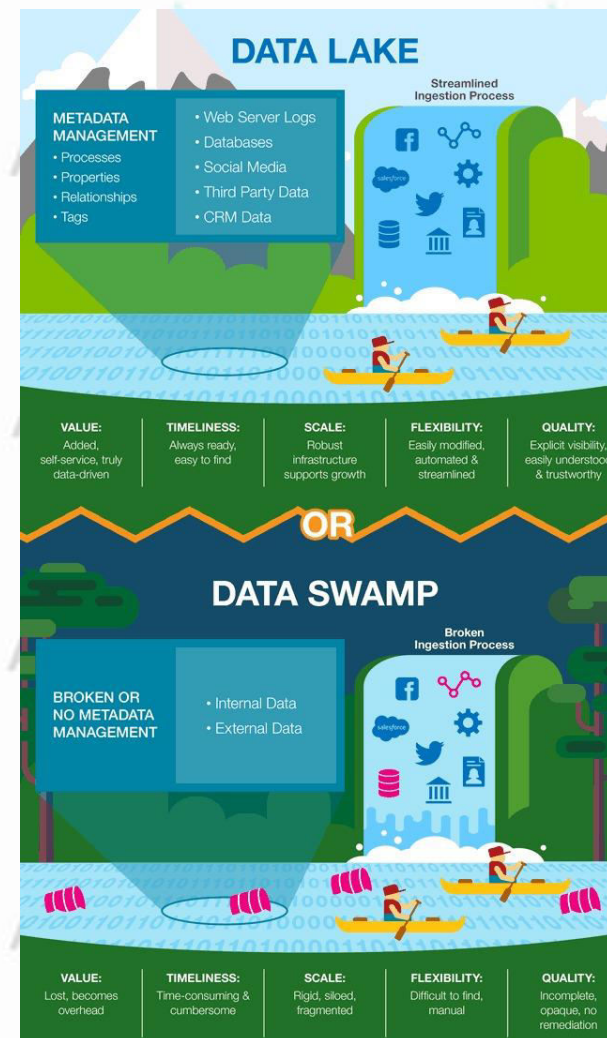 DATA LAKE
Streamlined
Ingestion Process
METADATA
MANAGEMENT
• Processes
• Properties
• Relationships
• Tags
• Web Server Logs
• Databases
• Social Media
• Third Party Data
• CRM Data
salesforce
VALUE:
Added,
self-service, truly
data-driven
TIMELINESS:
Always ready,
easy to find
SCALE:
Robust
infrastructure
supports growth
FLEXIBILITY:
Easily modified,
automated &
streamlined
QUALITY:
Explicit visibility,
easily understood
& trustworthy
OR
DATA SWAMP
Broken
Ingestion Process
BROKEN OR
NO METADATA
MANAGEMENT
• Internal Data
• External Data
salesforce
VALUE:
Lost, becomes
overhead
TIMELINESS:
Time-consuming &
cumbersome
SCALE:
Rigid, siloed,
fragmented
FLEXIBILITY:
Difficult to find,
manual
QUALITY:
Incomplete,
opaque, no
remediation